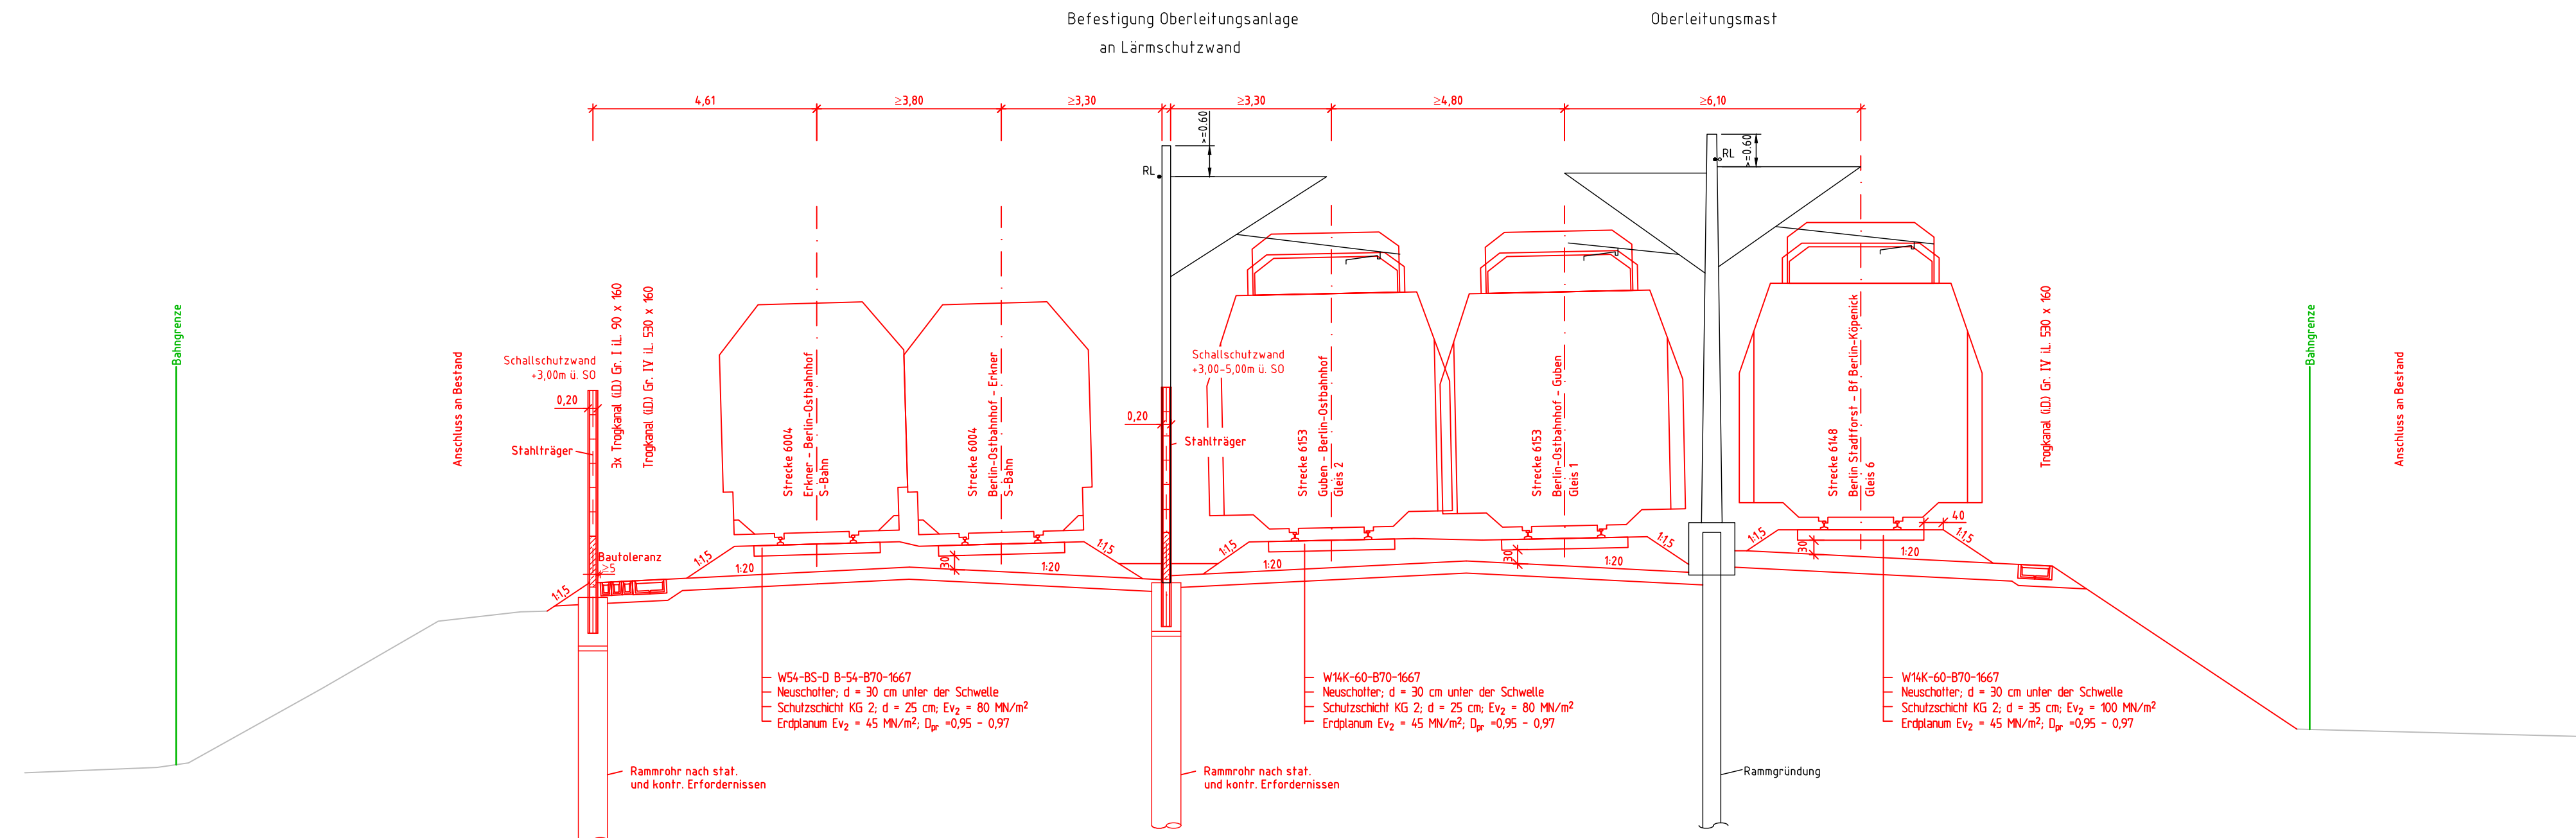 Befestigung Oberleitungsanlage
an Lärmschutzwand
Oberleitungsmast
4,61
≥3,80
≥3,30
≥3,30
≥4,80
≥6,10
>=0.60
>=0.60
RL
RL
Bahngrenze
Anschluss an Bestand
Schallschutzwand
+3,00m ü. SO
0,20
Stahlträger
3x Trogkanal (i.D.) Gr. I i.L. 90 x 160
Trogkanal (i.D.) Gr. IV i.L. 530 x 160
Bautoleranz
≥5
1:1,5
1:1,5
1:20
Strecke 6004
Erkner - Berlin-Ostbahnhof
S-Bahn
30
Strecke 6004
Berlin-Ostbahnhof - Erkner
S-Bahn
1:20
1:1,5
0,20
Stahlträger
Schallschutzwand
+3,00-5,00m ü. SO
1:1,5
1:20
Strecke 6153
Guben - Berlin-Ostbahnhof
Gleis 2
30
Strecke 6153
Berlin-Ostbahnhof - Guben
Gleis 1
1:20
1:1,5
1:1,5
30
Strecke 6148
Berlin Stadtforst - Bf Berlin-Köpenick
Gleis 6
40
1:1,5
1:20
Trogkanal (i.D.) Gr. IV i.L. 530 x 160
Bahngrenze
Anschluss an Bestand
W54-BS-D B-54-B70-1667
Neuschotter; d = 30 cm unter der Schwelle
Schutzschicht KG 2; d = 25 cm; Ev2 = 80 MN/m²
Erdplanum Ev2 = 45 MN/m²; Dpr =0,95 - 0,97
W14K-60-B70-1667
Neuschotter; d = 30 cm unter der Schwelle
Schutzschicht KG 2; d = 25 cm; Ev2 = 80 MN/m²
Erdplanum Ev2 = 45 MN/m²; Dpr =0,95 - 0,97
W14K-60-B70-1667
Neuschotter; d = 30 cm unter der Schwelle
Schutzschicht KG 2; d = 35 cm; Ev2 = 100 MN/m²
Erdplanum Ev2 = 45 MN/m²; Dpr =0,95 - 0,97
Rammrohr nach stat.
und kontr. Erfordernissen
Rammrohr nach stat.
und kontr. Erfordernissen
Rammgründung